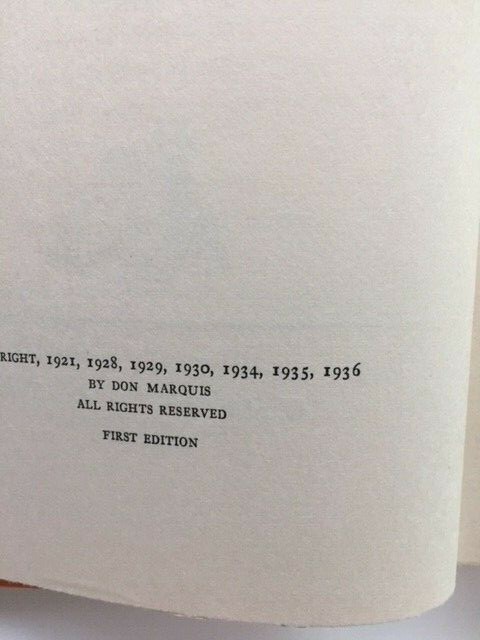 RIGHT, 1921, 1928, 1929, 1930, 1934, 1935, 1936
BY DON MARQUIS
ALL RIGHTS RESERVED
FIRST EDITION